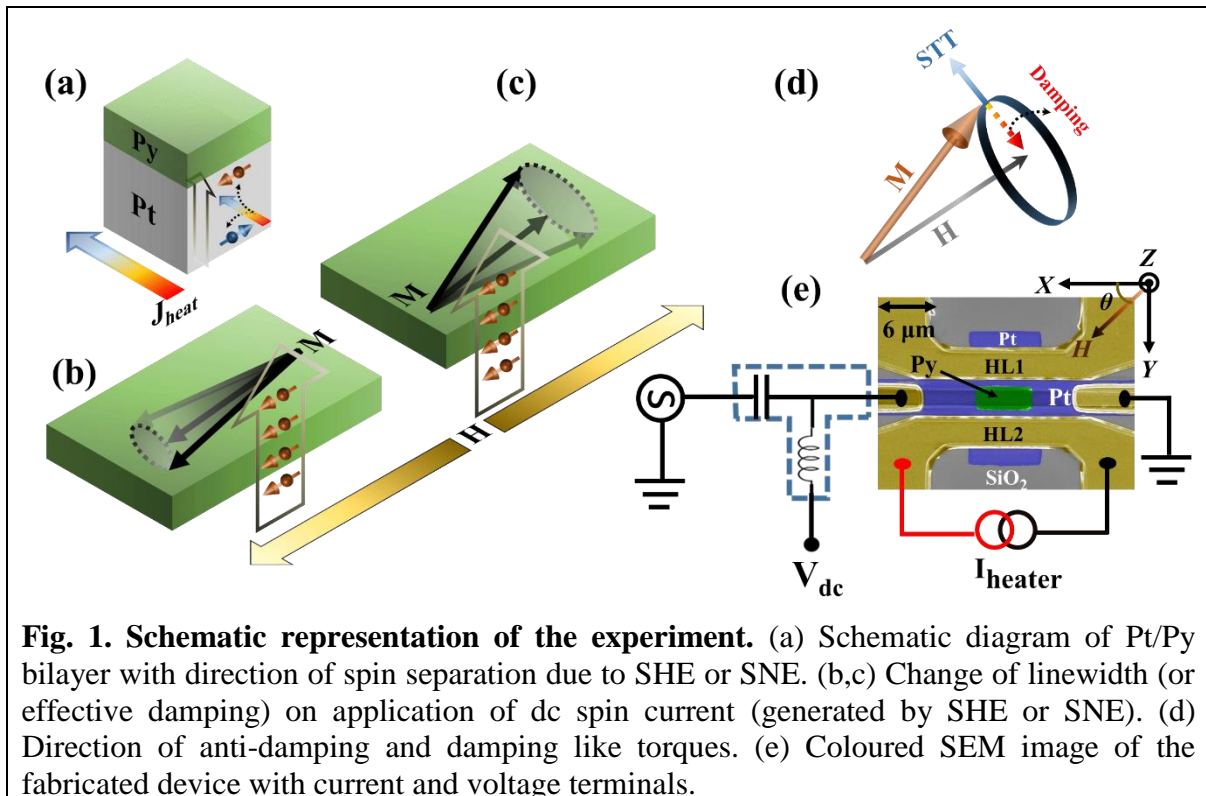 (a)
Py
Pt
J_heat
(b)
M
(c)
M
H
(d)
STT
Damping
M
H
(e)
Z
X
θ
6 μm
H
Y
Pt
HL1
Py
Pt
S
HL2
SiO₂
V_dc
I_heater
Fig. 1. Schematic representation of the experiment. (a) Schematic diagram of Pt/Py
bilayer with direction of spin separation due to SHE or SNE. (b,c) Change of linewidth (or
effective damping) on application of dc spin current (generated by SHE or SNE). (d)
Direction of anti-damping and damping like torques. (e) Coloured SEM image of the
fabricated device with current and voltage terminals.